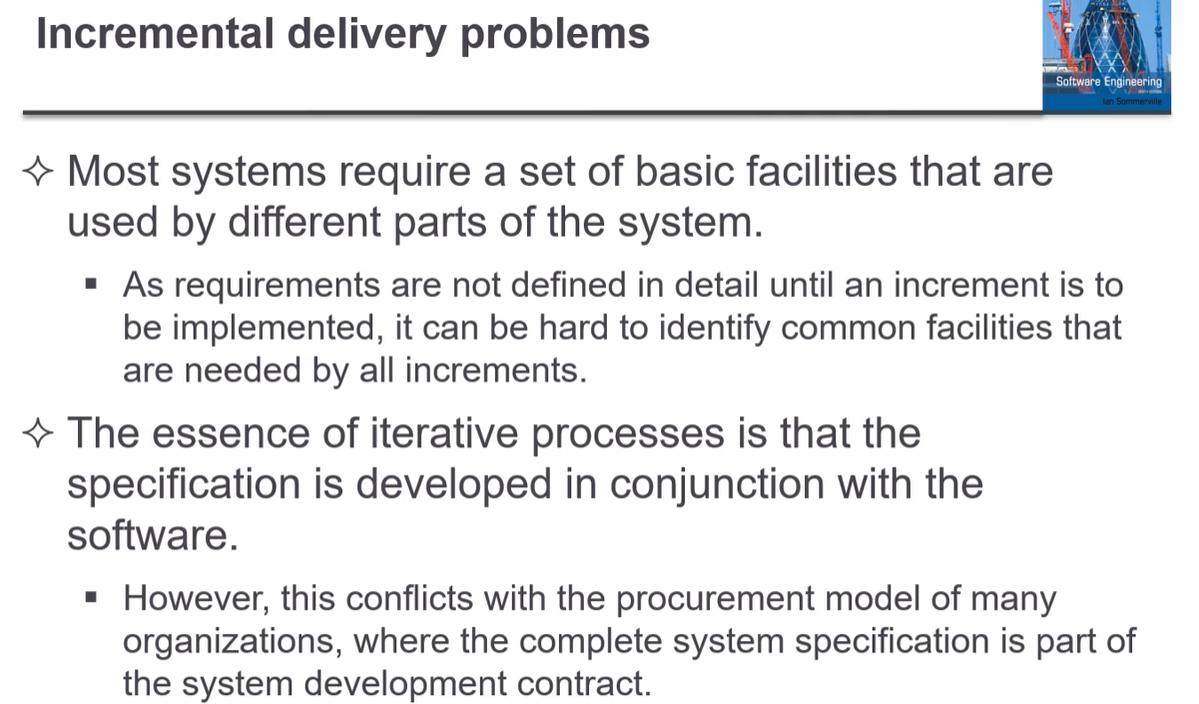 Incremental delivery problems
Software Engineering
Ian Sommerville
✧ Most systems require a set of basic facilities that are
used by different parts of the system.
▪ As requirements are not defined in detail until an increment is to
be implemented, it can be hard to identify common facilities that
are needed by all increments.
✧ The essence of iterative processes is that the
specification is developed in conjunction with the
software.
▪ However, this conflicts with the procurement model of many
organizations, where the complete system specification is part of
the system development contract.